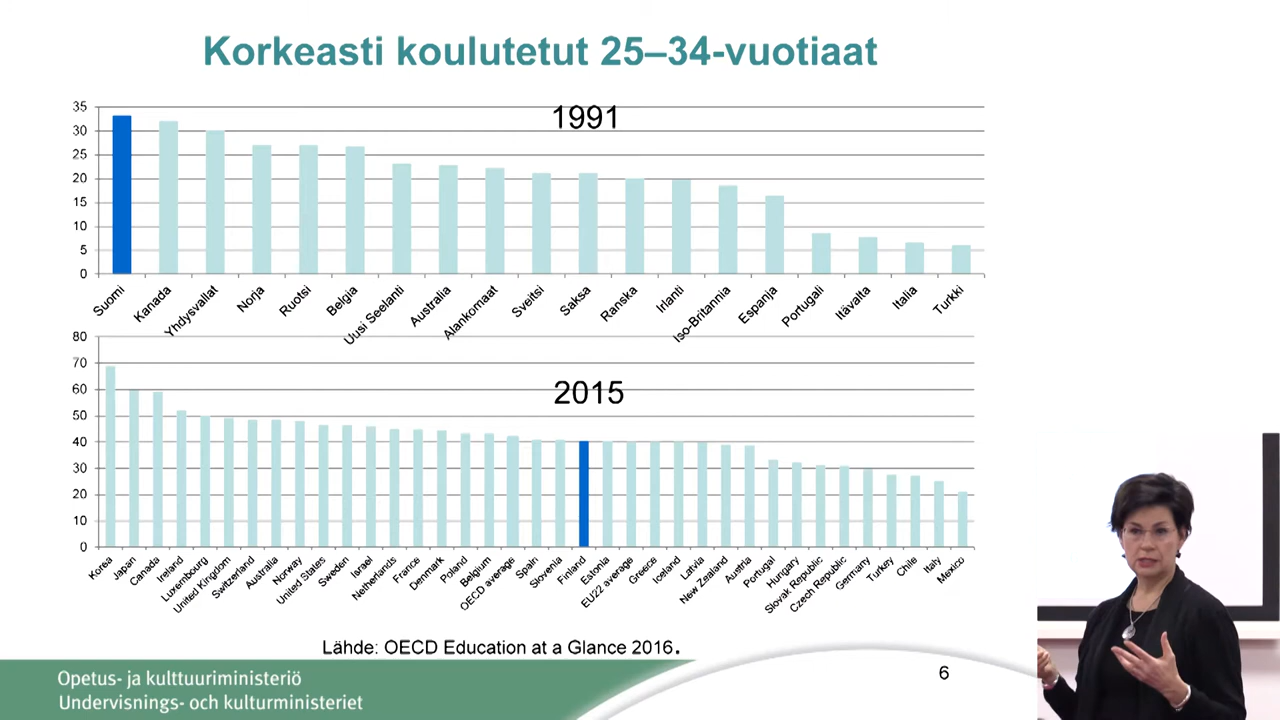 Korkeasti koulutetut 25–34-vuotiaat
1991
35
30
25
20
15
10
5
0
Suomi
Kanada
Yhdysvallat
Norja
Ruotsi
Belgia
Uusi Seelanti
Australia
Alankomaat
Sveitsi
Saksa
Ranska
Irlanti
Iso-Britannia
Espanja
Portugali
Itävalta
Italia
Turkki
2015
80
70
60
50
40
30
20
10
0
Korea
Japan
Canada
Ireland
Luxembourg
United Kingdom
Switzerland
Australia
Norway
United States
Sweden
Israel
Netherlands
France
Denmark
Poland
Belgium
OECD average
Spain
Slovenia
Finland
Estonia
EU22 average
Greece
Iceland
Latvia
New Zealand
Austria
Portugal
Hungary
Slovak Republic
Czech Republic
Germany
Turkey
Chile
Italy
Mexico
Lähde: OECD Education at a Glance 2016.
6
Opetus- ja kulttuuriministeriö
Undervisnings- och kulturministeriet